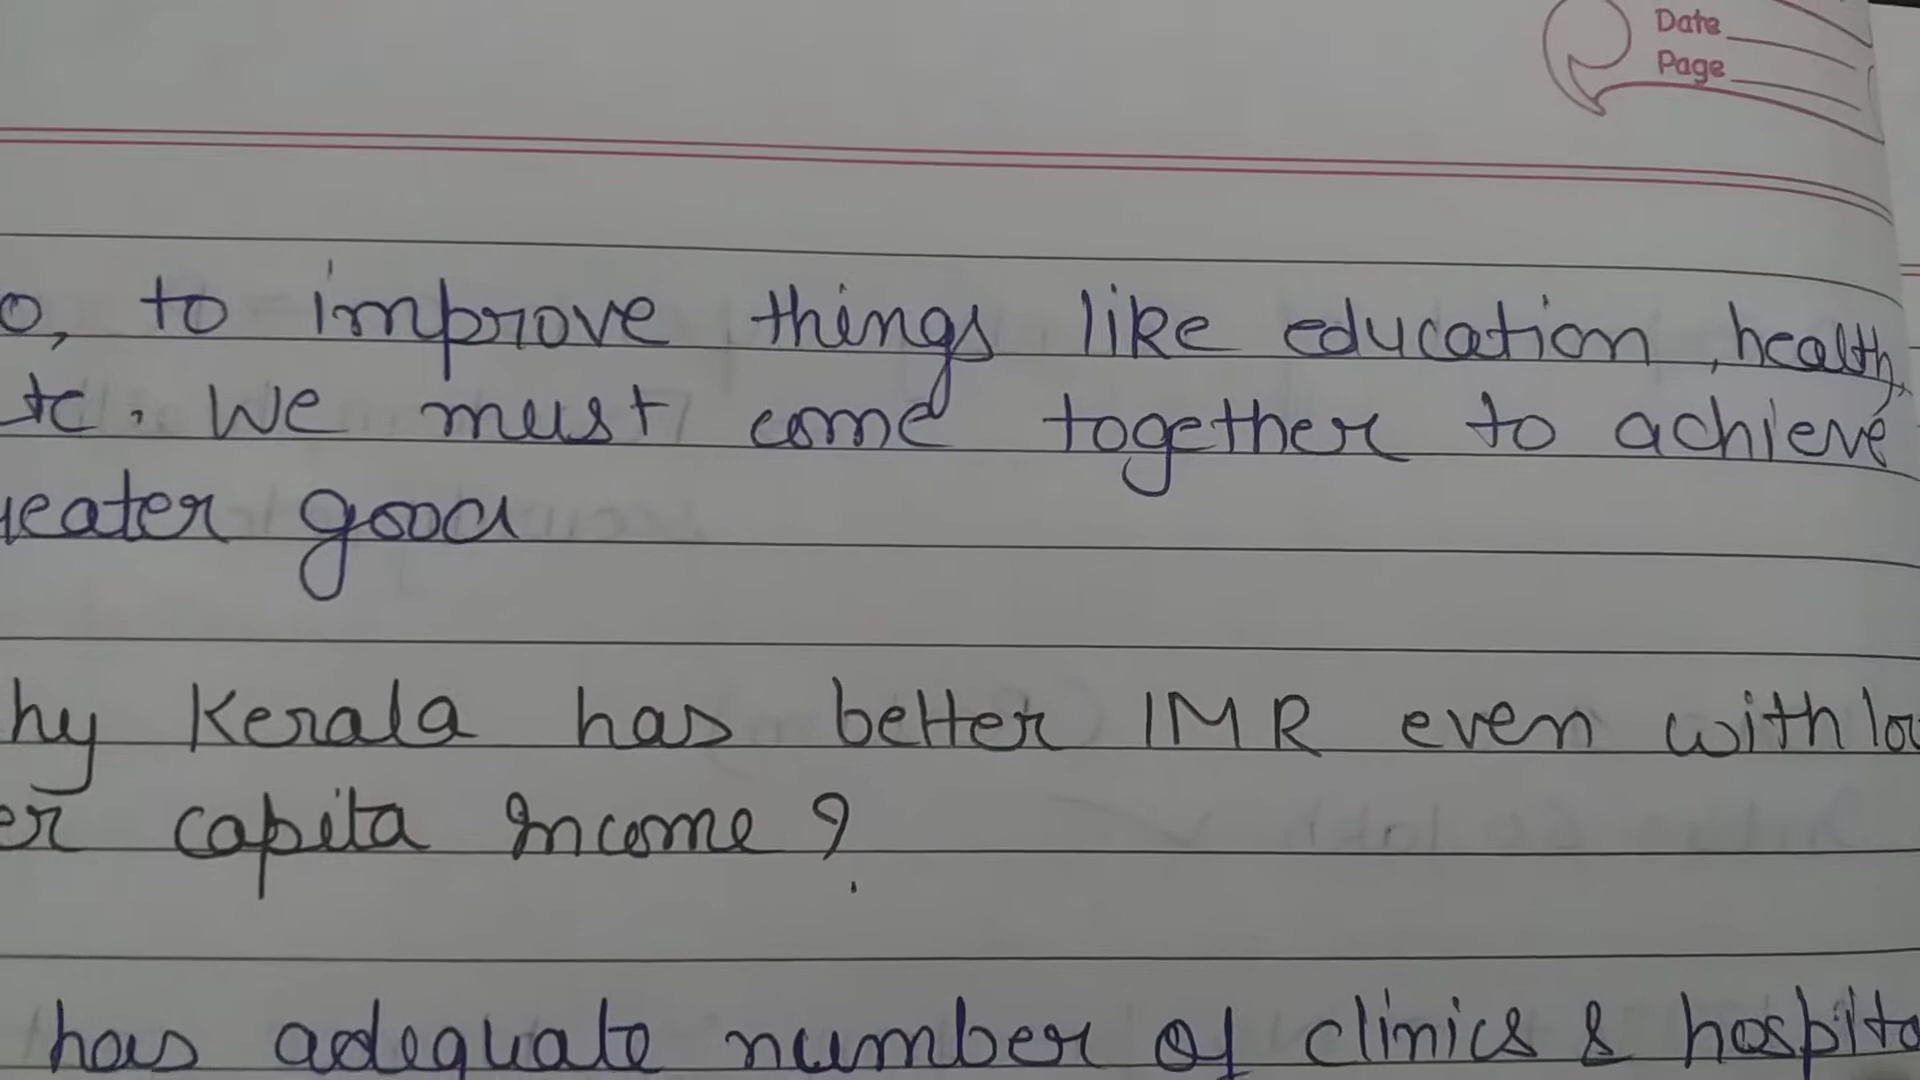 Date
Page
o, to improve things like education, health,
tc. We must come together to achieve
reater good
hy Kerala has better IMR even with lo
er capita Income?
has adequate number of clinics & hospita